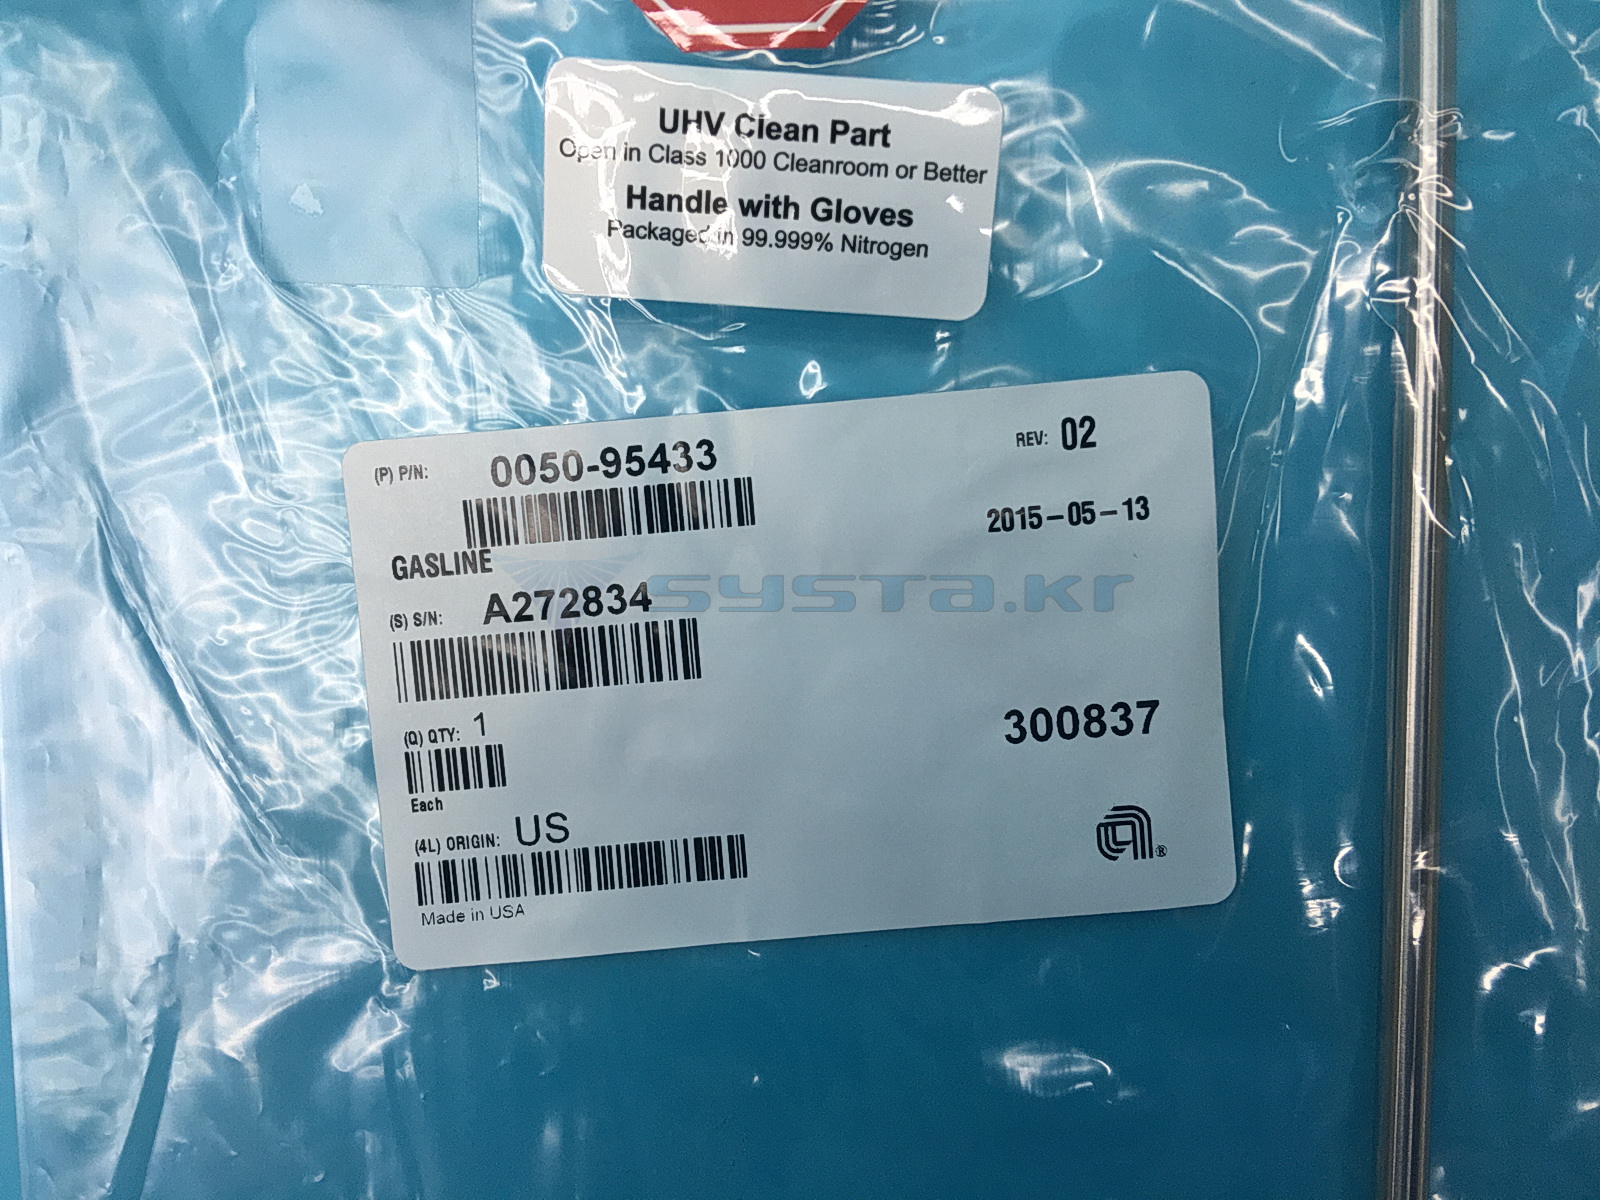 UHV Clean Part
Open in Class 1000 Cleanroom or Better
Handle with Gloves
Packaged in 99.999% Nitrogen
(P) P/N: 0050-95433
REV: 02
2015-05-13
GASLINE
systa.kr
(S) S/N: A272834
(Q) QTY: 1
300837
Each
(4L) ORIGIN: US
®
Made in USA